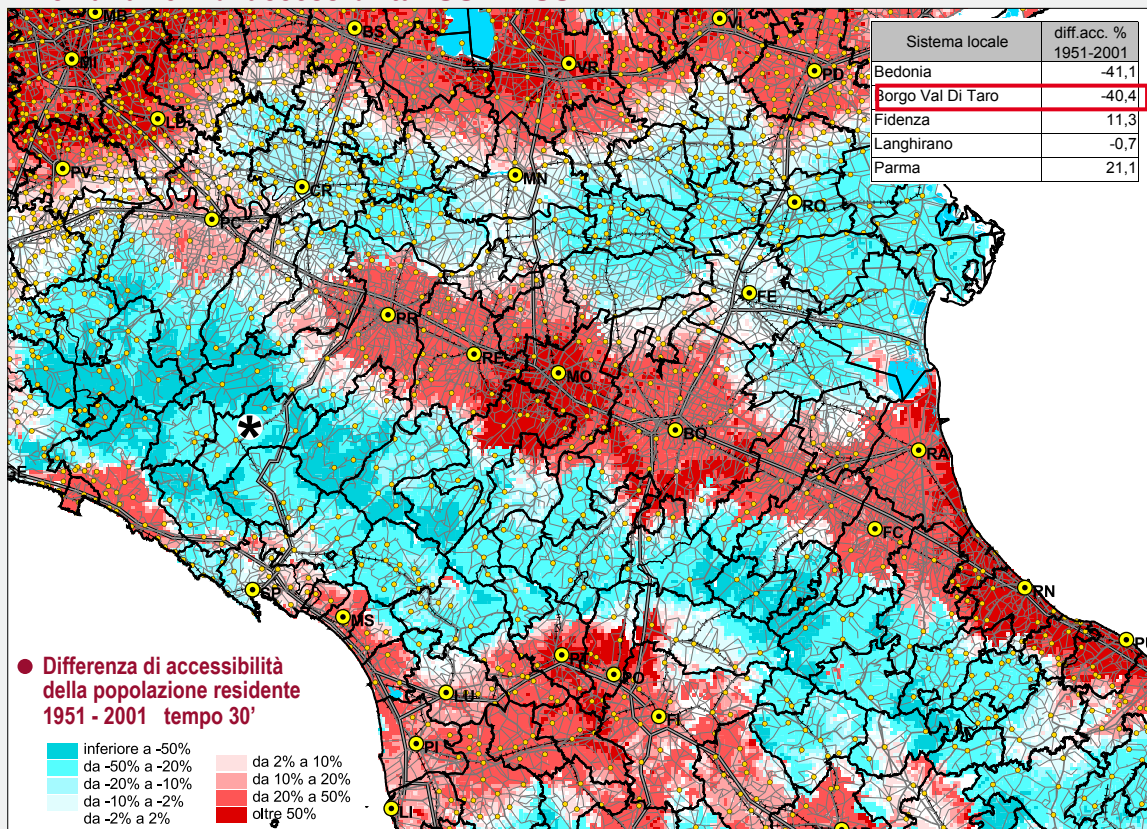 MB
BS
VI
MI
VR
PD
LO
PV
CR
MN
RO
PC
FE
PR
RE
MO
BO
RA
FC
RN
SP
MS
PO
LU
FI
PI
LI
Sistema locale diff.acc. % 1951-2001
Bedonia -41,1
Borgo Val Di Taro -40,4
Fidenza 11,3
Langhirano -0,7
Parma 21,1
*
Differenza di accessibilità
della popolazione residente
1951 - 2001 tempo 30'
inferiore a -50%
da -50% a -20%
da -20% a -10%
da -10% a -2%
da -2% a 2%
da 2% a 10%
da 10% a 20%
da 20% a 50%
oltre 50%